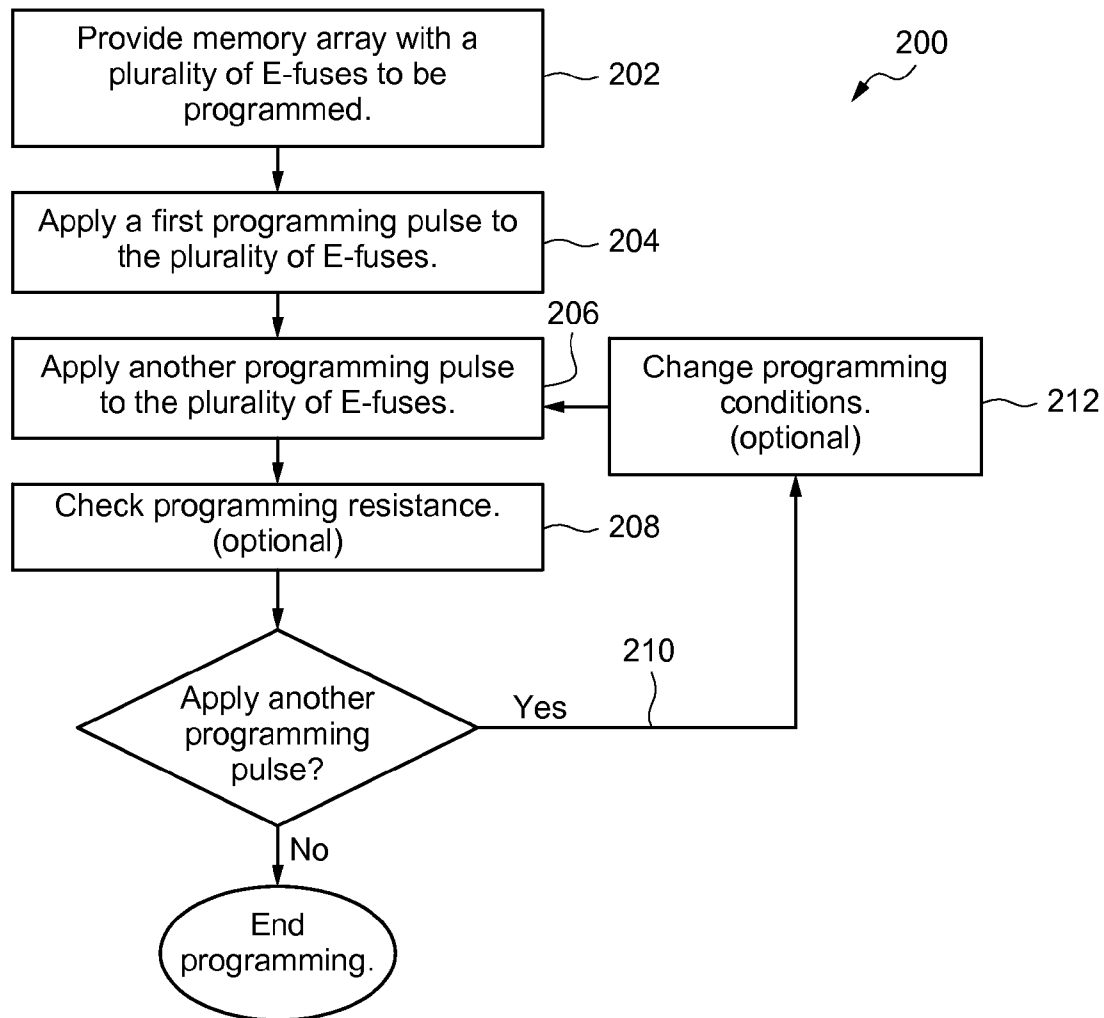 Provide memory array with a
plurality of E-fuses to be
programmed.
202
200
Apply a first programming pulse to
the plurality of E-fuses.
204
206
Apply another programming pulse
to the plurality of E-fuses.
Change programming
conditions.
(optional)
212
Check programming resistance.
(optional)
208
210
Apply another
programming
pulse?
Yes
No
End
programming.